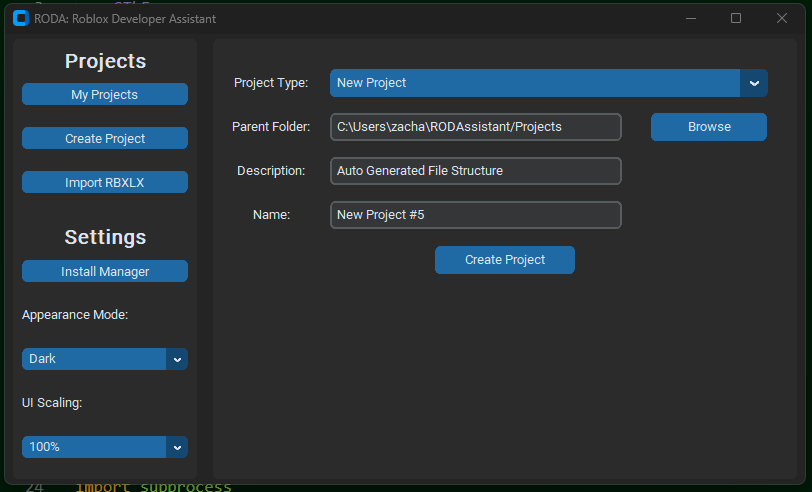 RODA: Roblox Developer Assistant
Projects
My Projects
Create Project
Import RBXLX
Settings
Install Manager
Appearance Mode:
Dark
UI Scaling:
100%
Project Type: New Project
Parent Folder: C:\Users\zacha\RODAssistant/Projects Browse
Description: Auto Generated File Structure
Name: New Project #5
Create Project
24 import subprocess